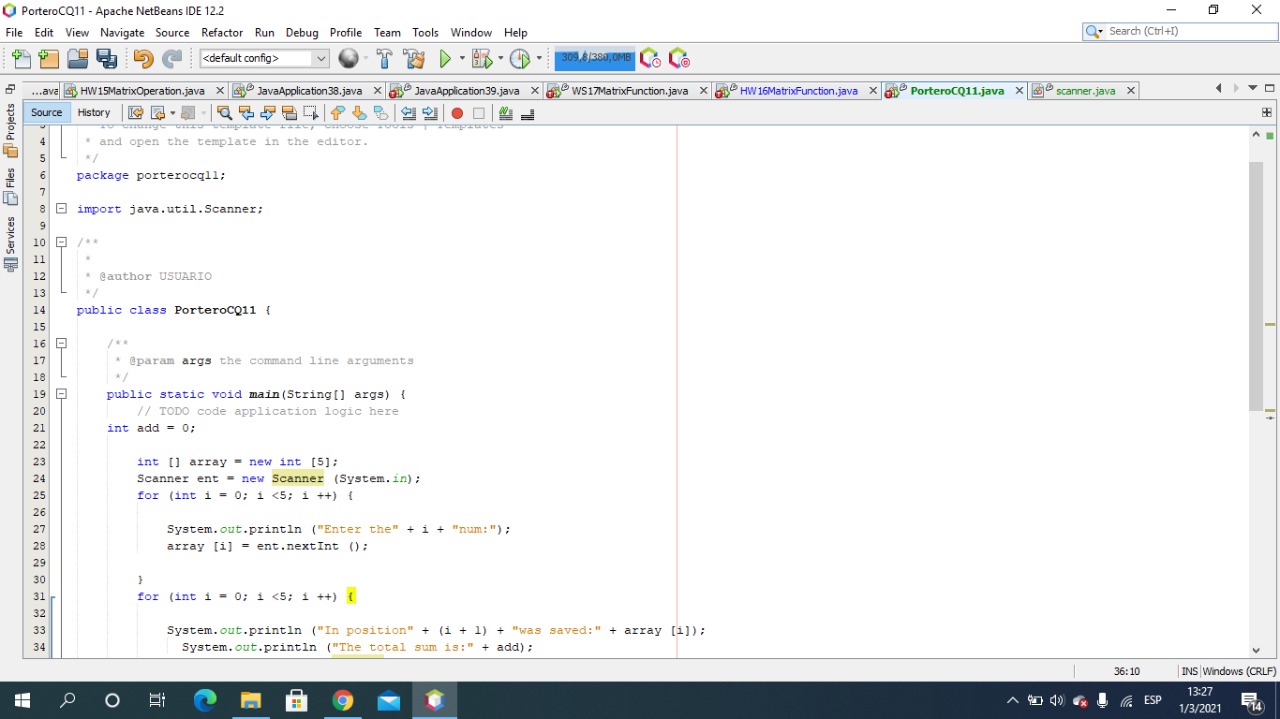 PorteroCQ11 - Apache NetBeans IDE 12.2
File Edit View Navigate Source Refactor Run Debug Profile Team Tools Window Help
Search (Ctrl+I)
<default config>
309,8/380,0MB
...ava HW15MatrixOperation.java JavaApplication38.java JavaApplication39.java WS17MatrixFunction.java HW16MatrixFunction.java PorteroCQ11.java scanner.java
Source History
Projects
Files
Services
3 * To change this template file, choose Tools | Templates
4 * and open the template in the editor.
5 */
6 package porterocq11;
7
8 import java.util.Scanner;
9
10 /**
11 *
12 * @author USUARIO
13 */
14 public class PorteroCQ11 {
15
16 /**
17 * @param args the command line arguments
18 */
19 public static void main(String[] args) {
20 // TODO code application logic here
21 int add = 0;
22
23 int [] array = new int [5];
24 Scanner ent = new Scanner (System.in);
25 for (int i = 0; i <5; i ++) {
26
27 System.out.println ("Enter the" + i + "num:");
28 array [i] = ent.nextInt ();
29
30 }
31 for (int i = 0; i <5; i ++) {
32
33 System.out.println ("In position" + (i + 1) + "was saved:" + array [i]);
34 System.out.println ("The total sum is:" + add);
36:10 INS Windows (CRLF)
ESP 13:27
1/3/2021
14